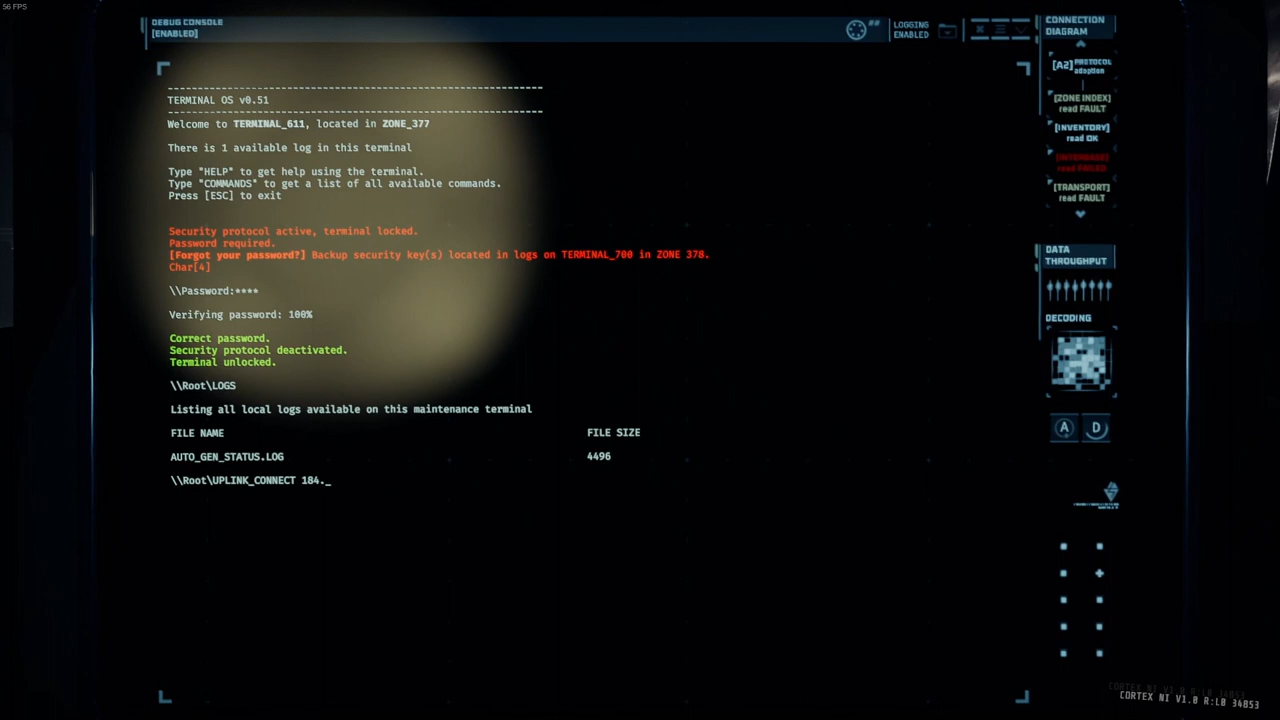 56 FPS
DEBUG CONSOLE
[ENABLED]
LOGGING
ENABLED
CONNECTION
DIAGRAM
[A2] PROTOCOL
adaption
[ZONE INDEX]
read FAULT
[INVENTORY]
read OK
read FAILED
[TRANSPORT]
read FAULT
DATA
THROUGHPUT
DECODING
A D
-----------------------------------------------------------------
TERMINAL OS v0.51
-----------------------------------------------------------------
Welcome to TERMINAL_611, located in ZONE_377
There is 1 available log in this terminal
Type "HELP" to get help using the terminal.
Type "COMMANDS" to get a list of all available commands.
Press [ESC] to exit
Security protocol active, terminal locked.
Password required.
[Forgot your password?] Backup security key(s) located in logs on TERMINAL_700 in ZONE 378.
Char[4]
\\Password:****
Verifying password: 100%
Correct password.
Security protocol deactivated.
Terminal unlocked.
\\Root\LOGS
Listing all local logs available on this maintenance terminal
FILE NAME FILE SIZE
AUTO_GEN_STATUS.LOG 4496
\\Root\UPLINK_CONNECT 184._
CORTEX NI V1.0 R:L0 34853